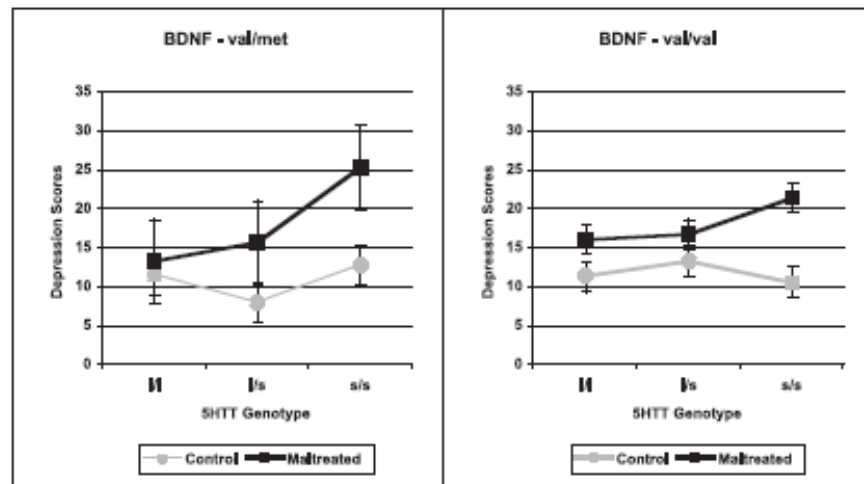 BDNF - val/met
35
30
25
20
15
10
5
0
Depression Scores
l/l l/s s/s
5HTT Genotype
Control Maltreated
BDNF - val/val
35
30
25
20
15
10
5
0
Depression Scores
l/l l/s s/s
5HTT Genotype
Control Maltreated